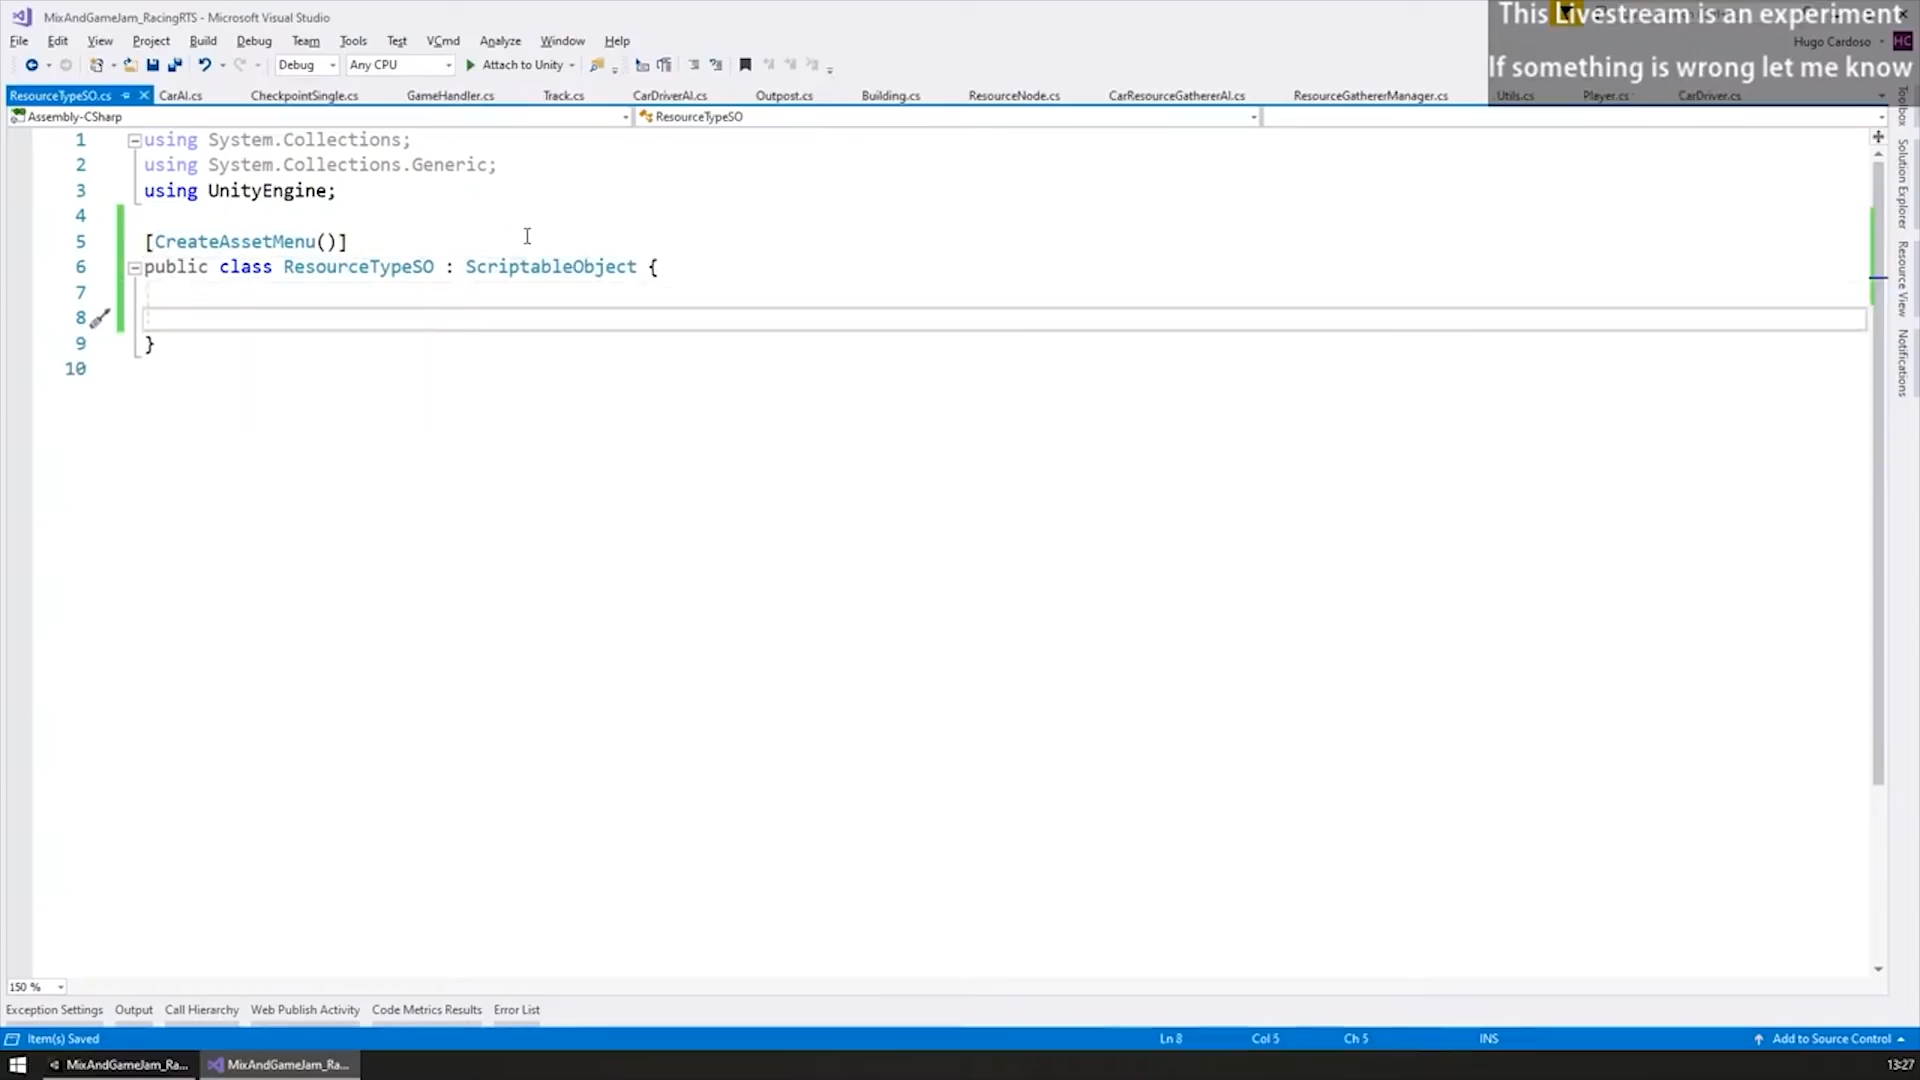 MixAndGameJam_RacingRTS - Microsoft Visual Studio
This Livestream is an experiment
File Edit View Project Build Debug Team Tools Test VCmd Analyze Window Help
Hugo Cardoso HC
Debug Any CPU Attach to Unity
If something is wrong let me know
ResourceTypeSO.cs CarAI.cs CheckpointSingle.cs GameHandler.cs Track.cs CarDriverAI.cs Outpost.cs Building.cs ResourceNode.cs CarResourceGathererAI.cs ResourceGathererManager.cs Utils.cs Player.cs CarDriver.cs
Assembly-CSharp ResourceTypeSO
1 using System.Collections;
2 using System.Collections.Generic;
3 using UnityEngine;
4
5 [CreateAssetMenu()]
6 public class ResourceTypeSO : ScriptableObject {
7
8
9 }
10
Toolbox
Solution Explorer
Resource View
Notifications
150 %
Exception Settings Output Call Hierarchy Web Publish Activity Code Metrics Results Error List
Item(s) Saved Ln 8 Col 5 Ch 5 INS Add to Source Control
MixAndGameJam_Ra... MixAndGameJam_Ra... 13:27